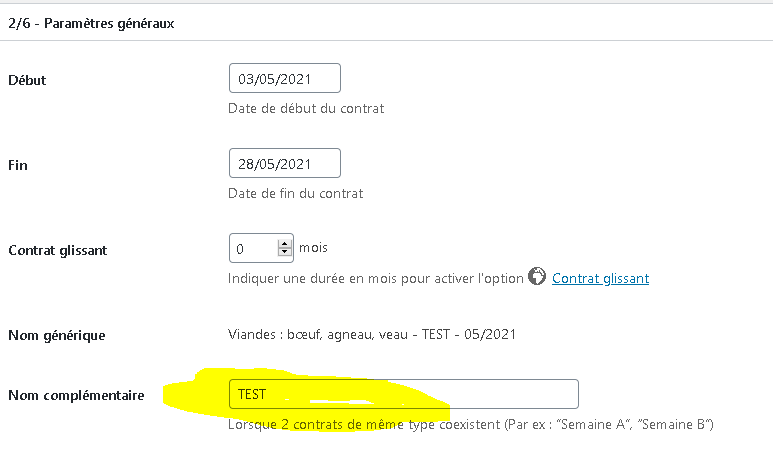 2/6 - Paramètres généraux
Début
03/05/2021
Date de début du contrat
Fin
28/05/2021
Date de fin du contrat
Contrat glissant
0 mois
Indiquer une durée en mois pour activer l'option Contrat glissant
Nom générique
Viandes : bœuf, agneau, veau - TEST - 05/2021
Nom complémentaire
TEST
Lorsque 2 contrats de même type coexistent (Par ex : “Semaine A”, “Semaine B”)